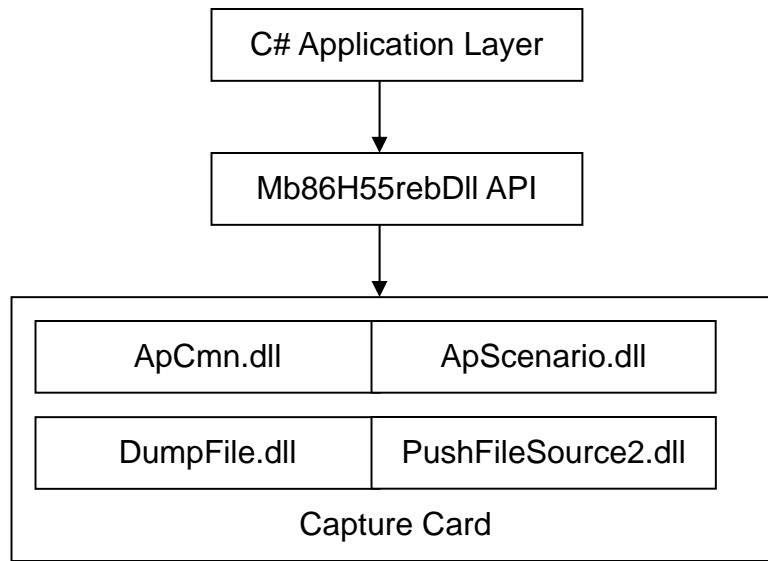 C# Application Layer
Mb86H55rebDll API
ApCmn.dll
ApScenario.dll
DumpFile.dll
PushFileSource2.dll
Capture Card